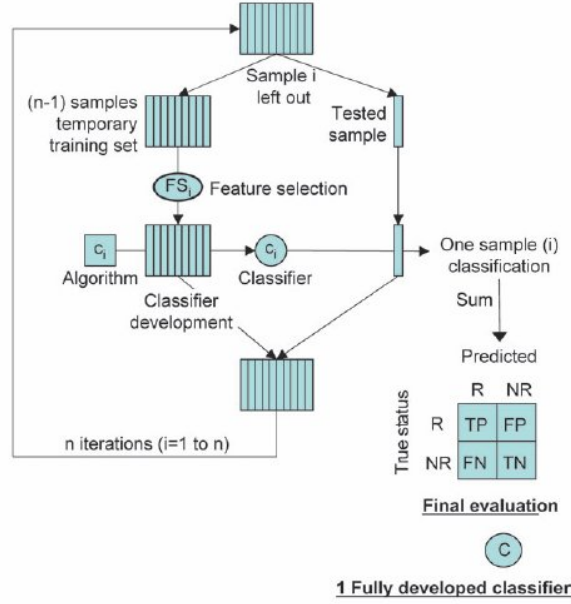 Sample i
left out
(n-1) samples
temporary
training set
Tested
sample
FSi
Feature selection
ci
Algorithm
ci
Classifier
One sample (i)
classification
Classifier
development
Sum
Predicted
R NR
True status
R TP FP
NR FN TN
n iterations (i=1 to n)
Final evaluation
C
1 Fully developed classifier